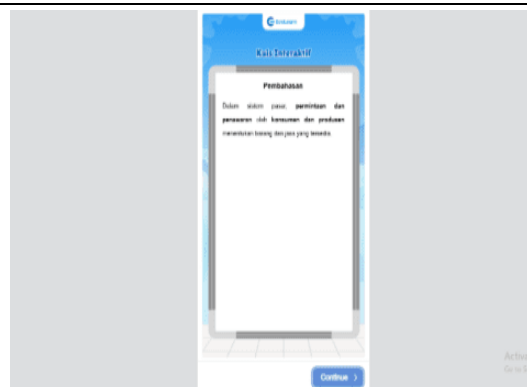 Kuis Interaktif
Pembahasan
Dalam sistem pasar, permintaan dan
penawaran oleh konsumen dan produsen
menentukan barang dan jasa yang tersedia.
Continue